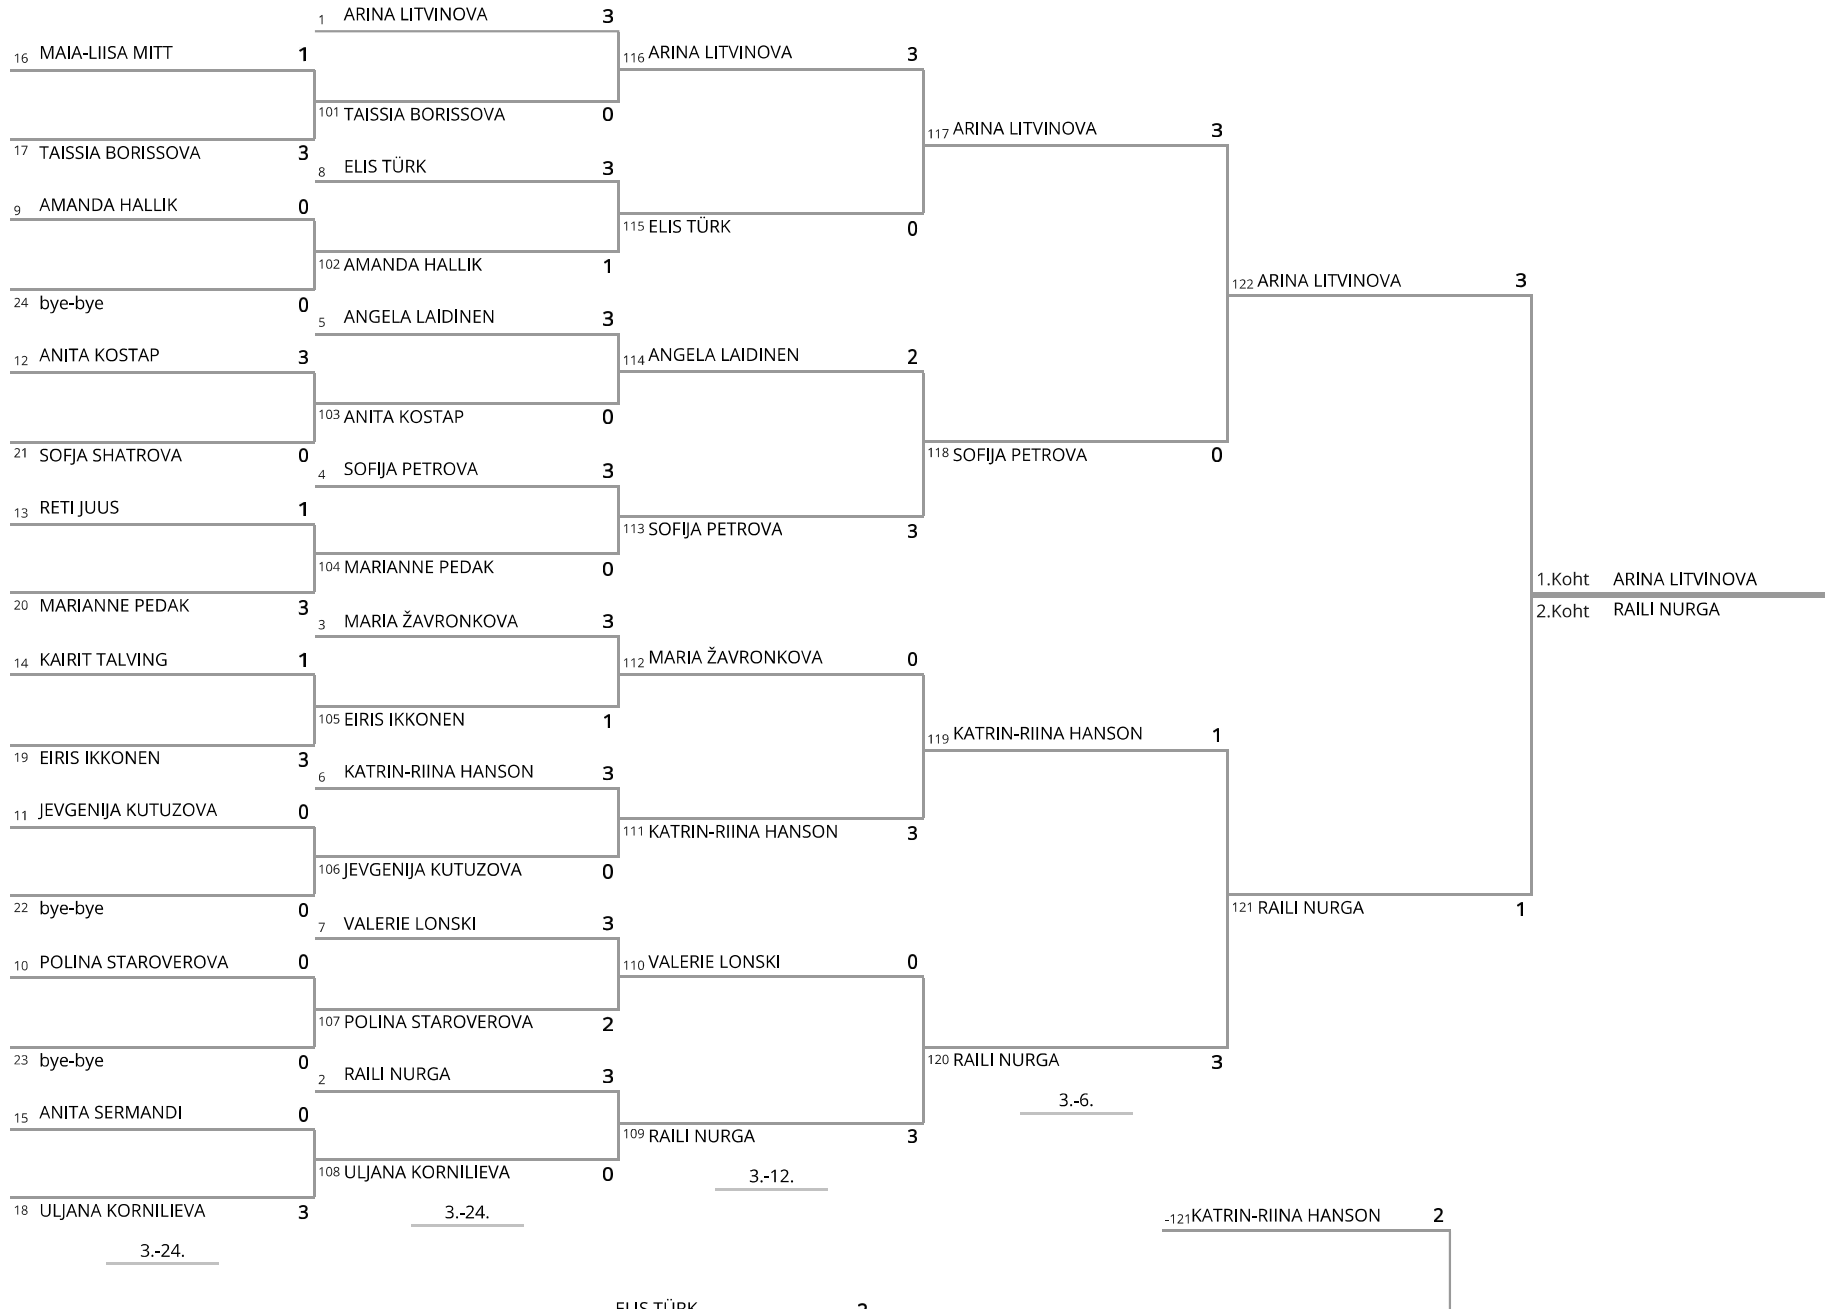 1 ARINA LITVINOVA 3
16 MAIA-LIISA MITT 1
116 ARINA LITVINOVA 3
101 TAISSIA BORISSOVA 0
117 ARINA LITVINOVA 3
17 TAISSIA BORISSOVA 3
8 ELIS TÜRK 3
9 AMANDA HALLIK 0
115 ELIS TÜRK 0
102 AMANDA HALLIK 1
122 ARINA LITVINOVA 3
24 bye-bye 0
5 ANGELA LAIDINEN 3
12 ANITA KOSTAP 3
114 ANGELA LAIDINEN 2
103 ANITA KOSTAP 0
21 SOFJA SHATROVA 0
118 SOFIJA PETROVA 0
4 SOFIJA PETROVA 3
13 RETI JUUS 1
113 SOFIJA PETROVA 3
104 MARIANNE PEDAK 0
1.Koht ARINA LITVINOVA
20 MARIANNE PEDAK 3
2.Koht RAILI NURGA
3 MARIA ŽAVRONKOVA 3
14 KAIRIT TALVING 1
112 MARIA ŽAVRONKOVA 0
105 EIRIS IKKONEN 1
119 KATRIN-RIINA HANSON 1
19 EIRIS IKKONEN 3
6 KATRIN-RIINA HANSON 3
11 JEVGENIJA KUTUZOVA 0
111 KATRIN-RIINA HANSON 3
106 JEVGENIJA KUTUZOVA 0
22 bye-bye 0
121 RAILI NURGA 1
7 VALERIE LONSKI 3
10 POLINA STAROVEROVA 0
110 VALERIE LONSKI 0
107 POLINA STAROVEROVA 2
23 bye-bye 0
120 RAILI NURGA 3
2 RAILI NURGA 3
3.-6.
15 ANITA SERMANDI 0
109 RAILI NURGA 3
108 ULJANA KORNILIEVA 0
3.-12.
18 ULJANA KORNILIEVA 3
3.-24.
-121 KATRIN-RIINA HANSON 2
3.-24.
ELIS TÜRK